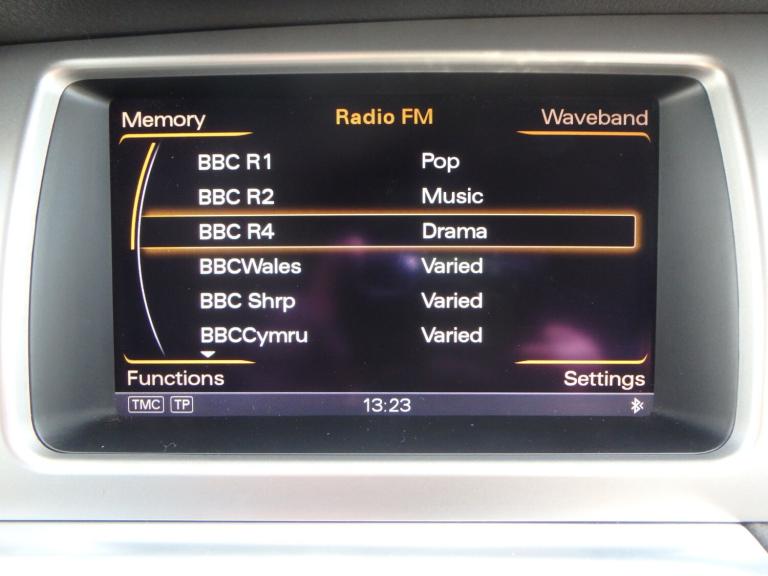 Memory Radio FM Waveband
BBC R1 Pop
BBC R2 Music
BBC R4 Drama
BBCWales Varied
BBC Shrp Varied
BBCCymru Varied
Functions Settings
TMC TP 13:23